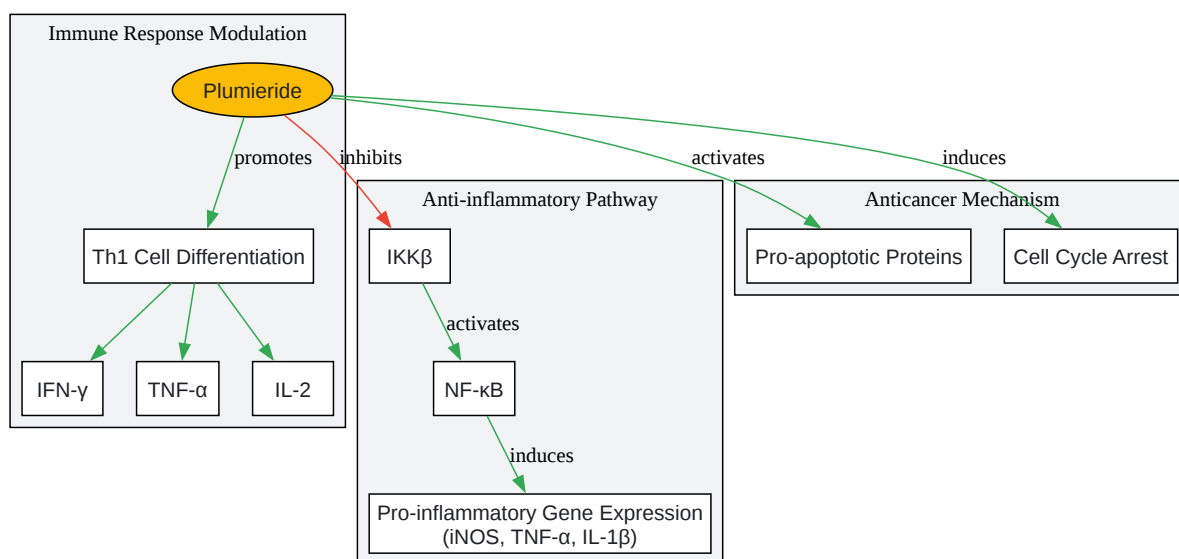 Immune Response Modulation
Plumieride
promotes
inhibits
activates
induces
Anti-inflammatory Pathway
Anticancer Mechanism
Th1 Cell Differentiation
IKKβ
Pro-apoptotic Proteins
Cell Cycle Arrest
activates
IFN-γ
TNF-α
IL-2
NF-κB
induces
Pro-inflammatory Gene Expression
(iNOS, TNF-α, IL-1β)